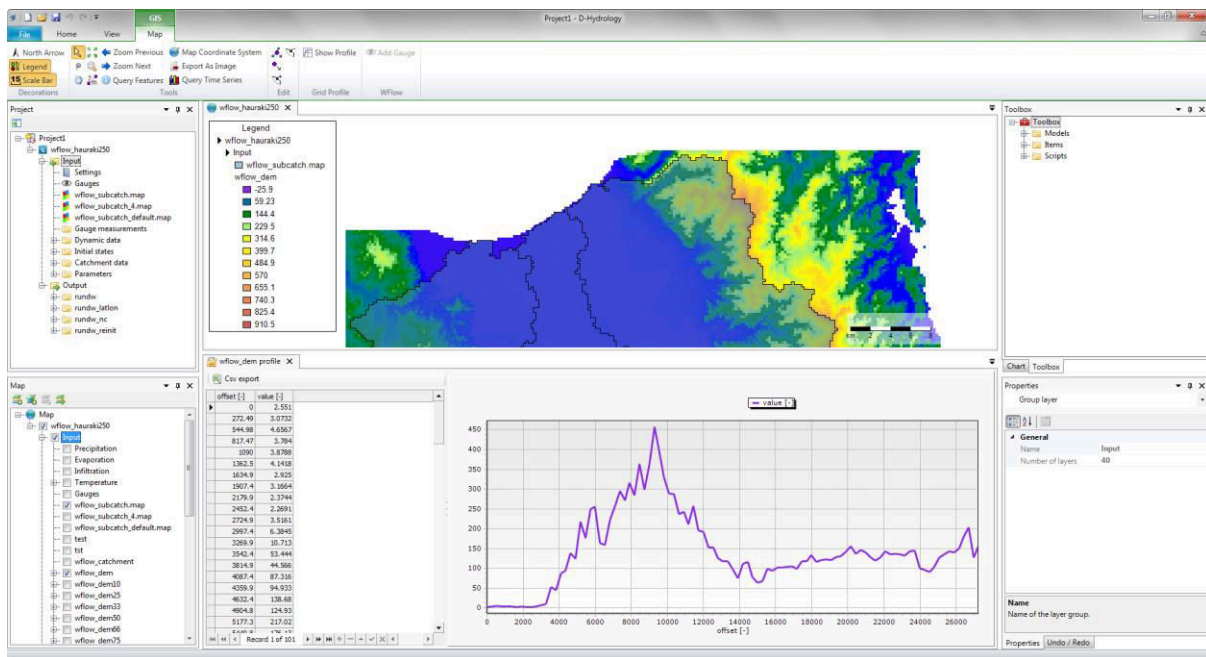 GIS
Project1 - D-Hydrology
File Home View Map
North Arrow Zoom Previous Map Coordinate System Show Profile Add Gauge
Legend Zoom Next Export As Image
Scale Bar Query Features Query Time Series
Decorations Tools Edit Grid Profile WFlow
Project
Project1
wflow_hauraki250
Input
Settings
Gauges
wflow_subcatch.map
wflow_subcatch_4.map
wflow_subcatch_default.map
Gauge measurements
Dynamic data
Initial states
Catchment data
Parameters
Output
rundw
rundw_latlon
rundw_nc
rundw_reinit
wflow_hauraki250
Legend
wflow_hauraki250
Input
wflow_subcatch.map
wflow_dem
-25.9
59.23
144.4
229.5
314.6
399.7
484.9
570
655.1
740.3
825.4
910.5
km 2 4 6 8
Toolbox
Toolbox
Models
Items
Scripts
Chart Toolbox
Map
Map
wflow_hauraki250
Input
Precipitation
Evaporation
Infiltration
Temperature
Gauges
wflow_subcatch.map
wflow_subcatch_4.map
wflow_subcatch_default.map
test
tst
wflow_catchment
wflow_dem
wflow_dem10
wflow_dem25
wflow_dem33
wflow_dem50
wflow_dem66
wflow_dem75
wflow_dem profile
Csv export
offset [-] value [-]
0 2.551
272.49 3.0732
544.98 4.6567
817.47 3.784
1090 3.8788
1362.5 4.1418
1634.9 2.925
1907.4 3.1664
2179.9 2.3744
2452.4 2.2691
2724.9 3.5161
2997.4 6.3845
3269.9 10.713
3542.4 53.444
3814.9 44.566
4087.4 87.316
4359.9 94.933
4632.4 138.68
4904.8 124.93
5177.3 217.02
Record 1 of 101
value [-]
450
400
350
300
250
200
150
100
50
0
0 2000 4000 6000 8000 10000 12000 14000 16000 18000 20000 22000 24000 26000
offset [-]
Properties
Group layer
General
Name Input
Number of layers 40
Name
Name of the layer group.
Properties Undo / Redo